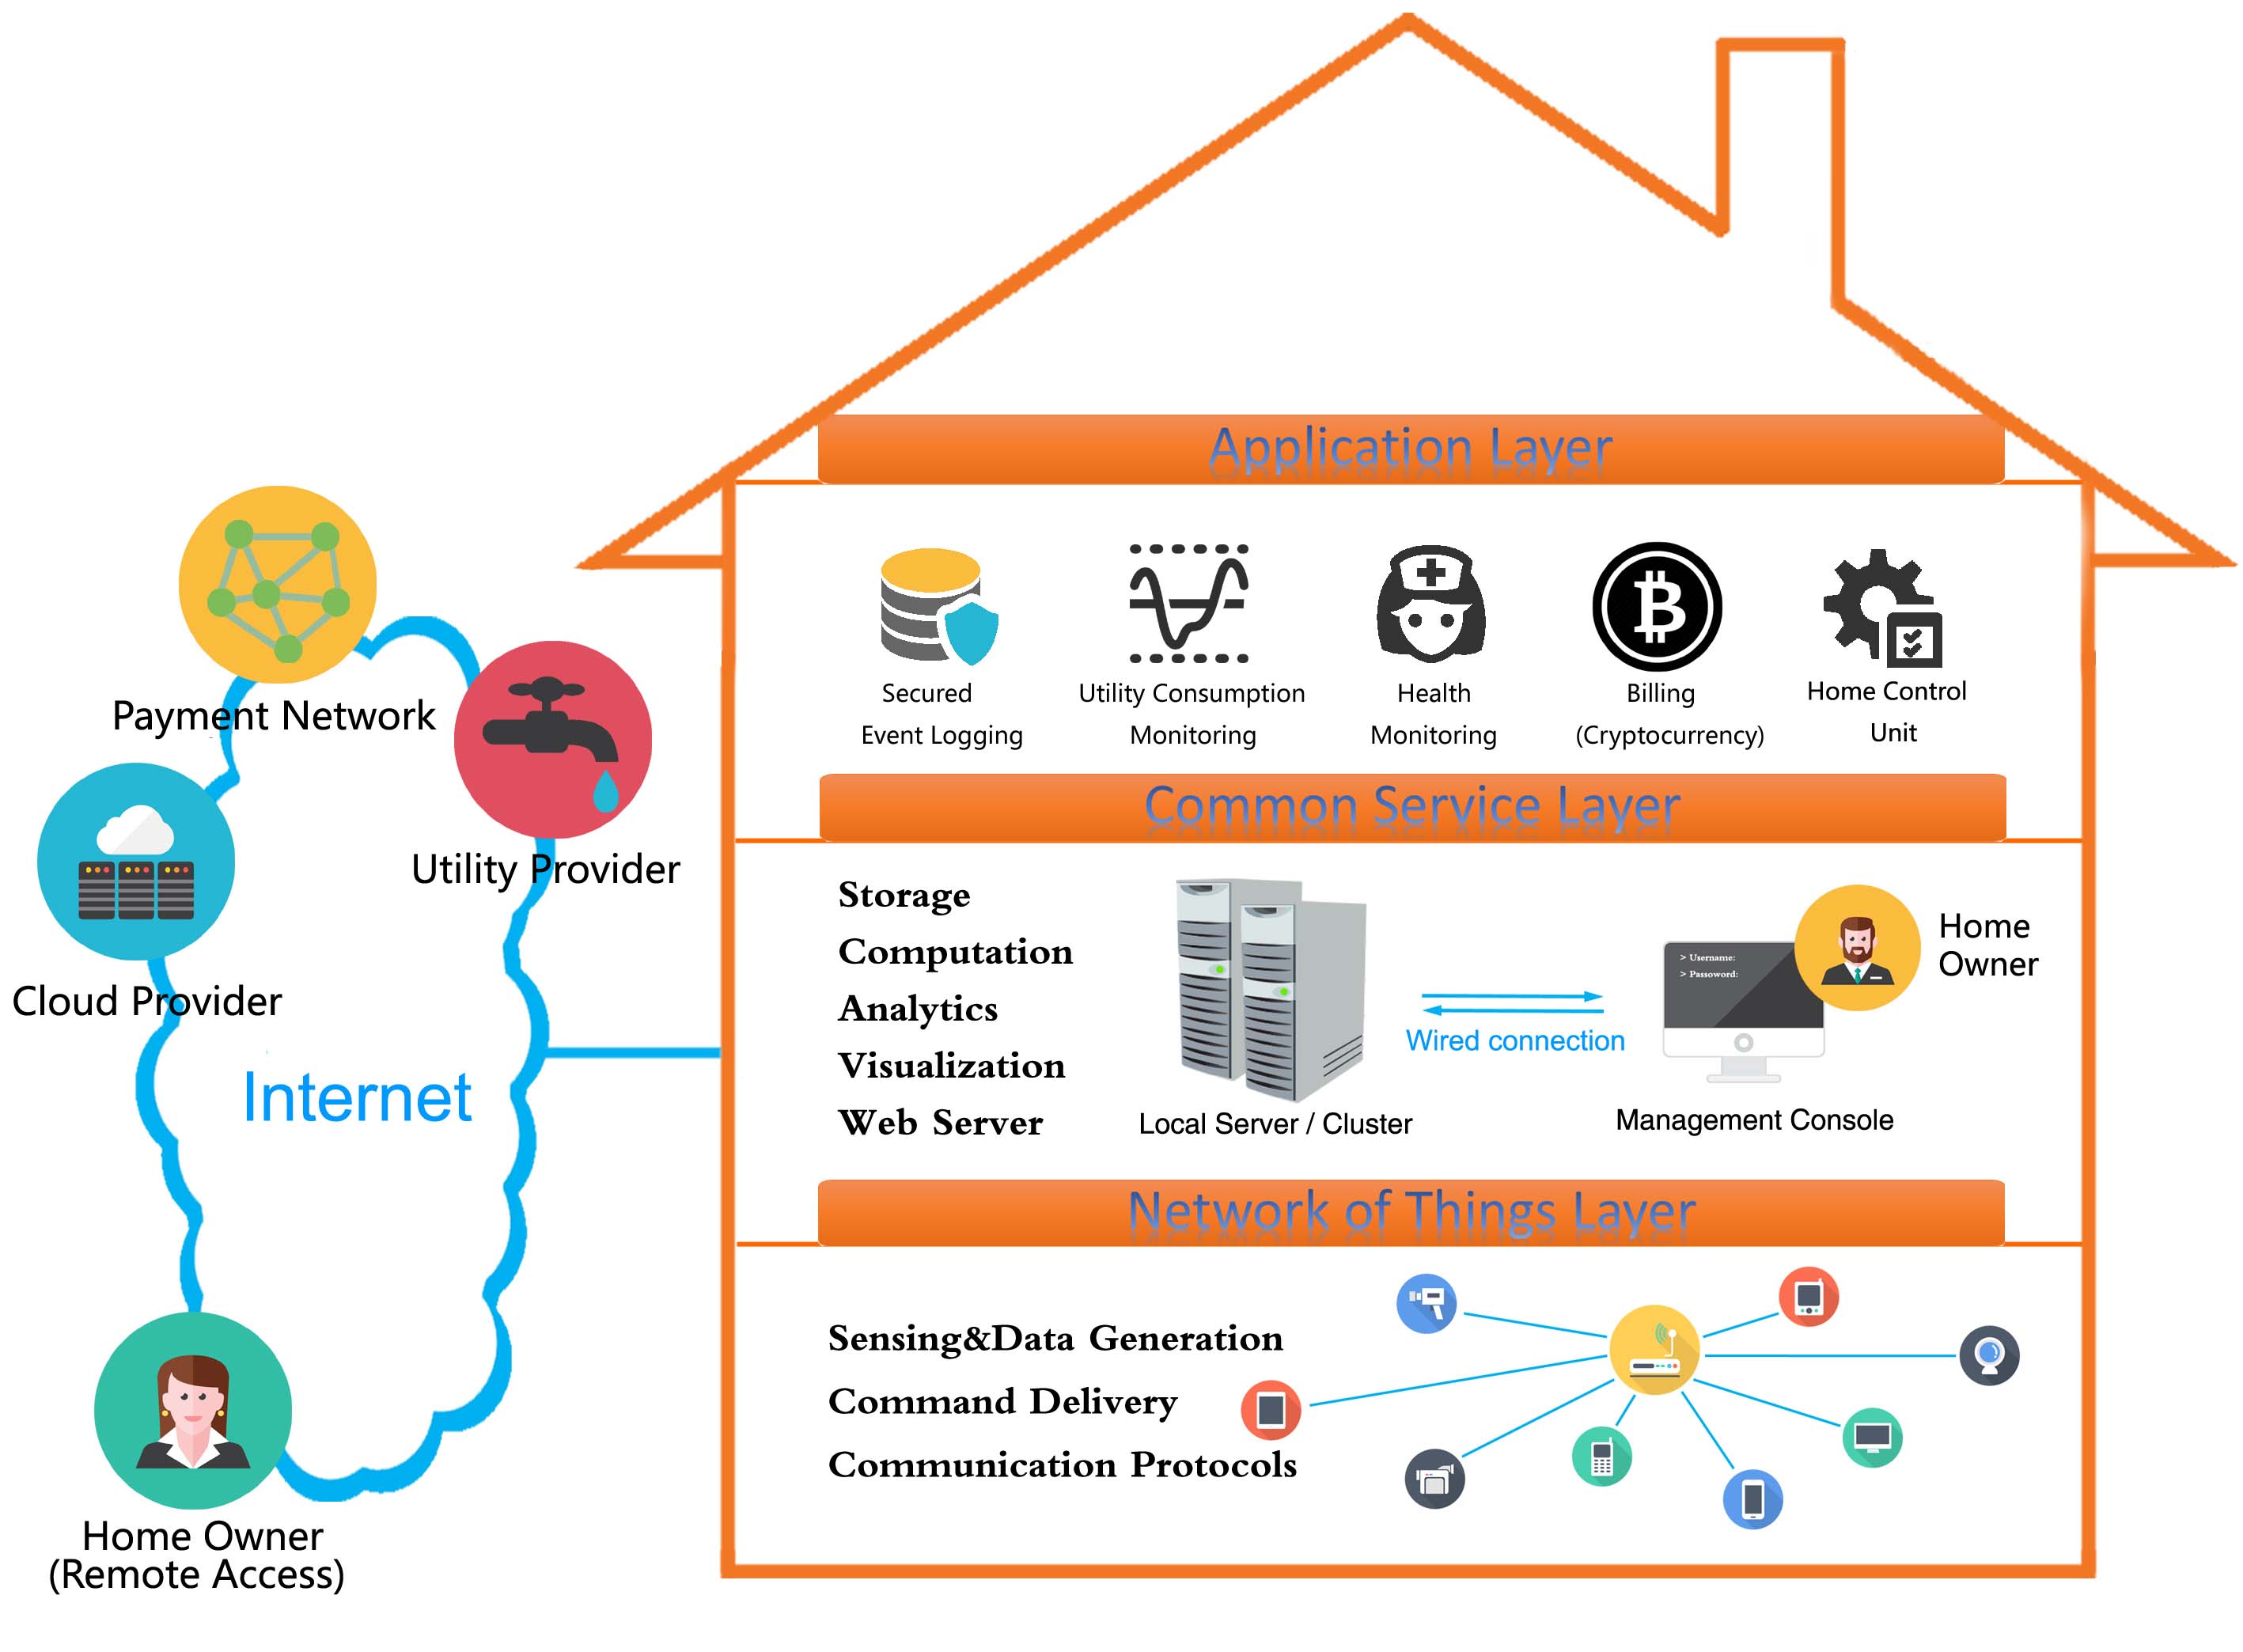 Application Layer
Secured
Event Logging
Utility Consumption
Monitoring
Health
Monitoring
Billing
(Cryptocurrency)
Home Control
Unit
Payment Network
Utility Provider
Cloud Provider
Internet
Home Owner
(Remote Access)
Common Service Layer
Storage
Computation
Analytics
Visualization
Web Server
Local Server / Cluster
Wired connection
> Username:
> Passoword:
Home
Owner
Management Console
Network of Things Layer
Sensing&Data Generation
Command Delivery
Communication Protocols